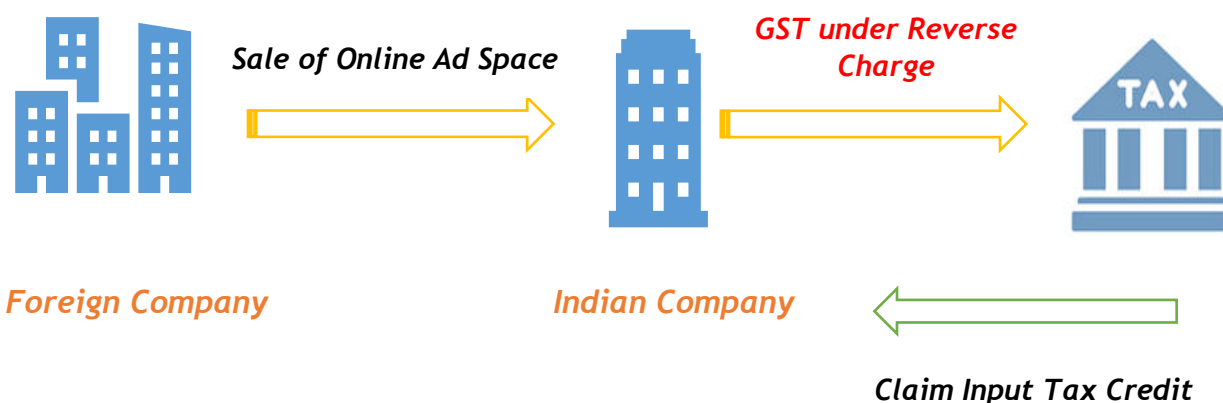 Sale of Online Ad Space
GST under Reverse
Charge
TAX
Foreign Company
Indian Company
Claim Input Tax Credit